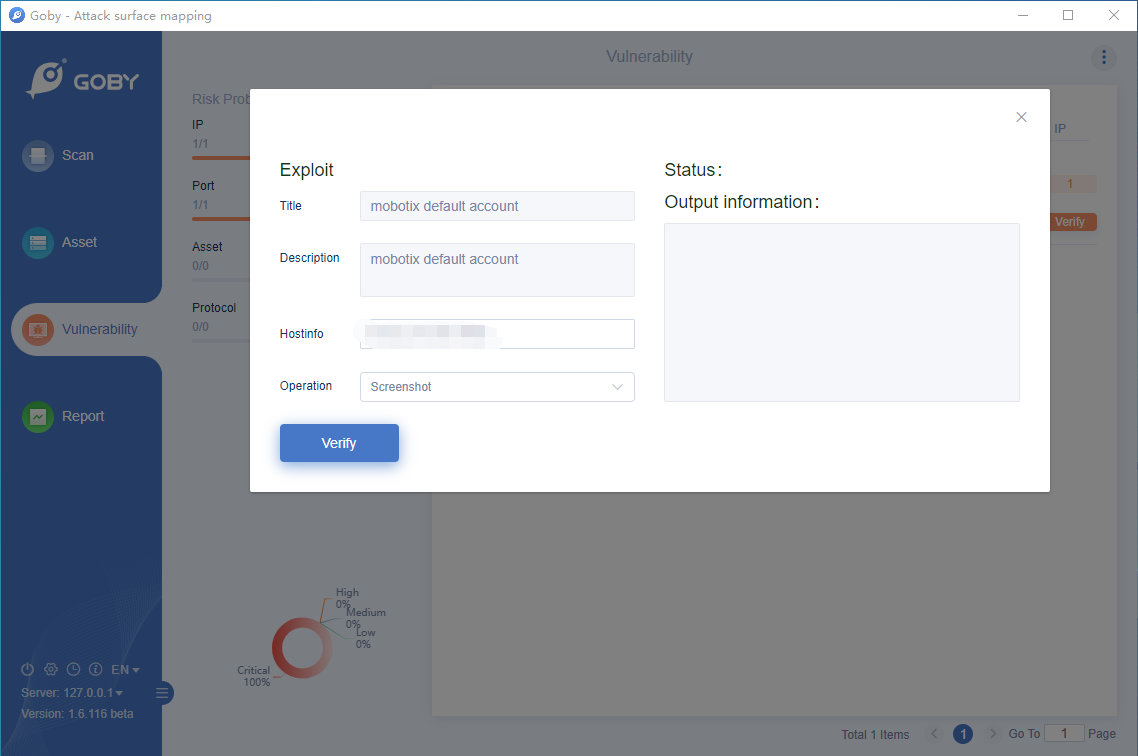 Goby - Attack surface mapping
GOBY
Scan
Asset
Vulnerability
Report
EN
Server: 127.0.0.1
Version: 1.6.116 beta
Vulnerability
IP
1/1
Port
1/1
Asset
0/0
Protocol
0/0
High
0%
Medium
0%
Low
0%
Critical
100%
IP
1
Verify
Exploit
Title
mobotix default account
Description
mobotix default account
Hostinfo
Operation
Screenshot
Verify
Status:
Output information:
Total 1 Items
1
Go To 1 Page